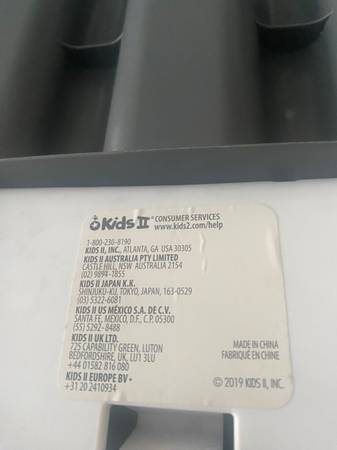 Kids II® CONSUMER SERVICES
www.kids2.com/help
1-800-230-8190
KIDS II, INC., ATLANTA, GA USA 30305
KIDS II AUSTRALIA PTY LIMITED
CASTLE HILL, NSW AUSTRALIA 2154
(02) 9894-1855
KIDS II JAPAN K.K.
SHINJUKU-KU, TOKYO, JAPAN, 163-0529
(03) 5322-6081
KIDS II US MÉXICO S.A. DE C.V.
SANTA FE, MÉXICO, D.F., C.P. 05300
(55) 5292-8488
KIDS II UK LTD.
725 CAPABILITY GREEN, LUTON
BEDFORDSHIRE, UK, LU1 3LU
+44 01582 816 080
KIDS II EUROPE BV •
+31 20 2410934
MADE IN CHINA
FABRIQUÉ EN CHINE
© 2019 KIDS II, INC.